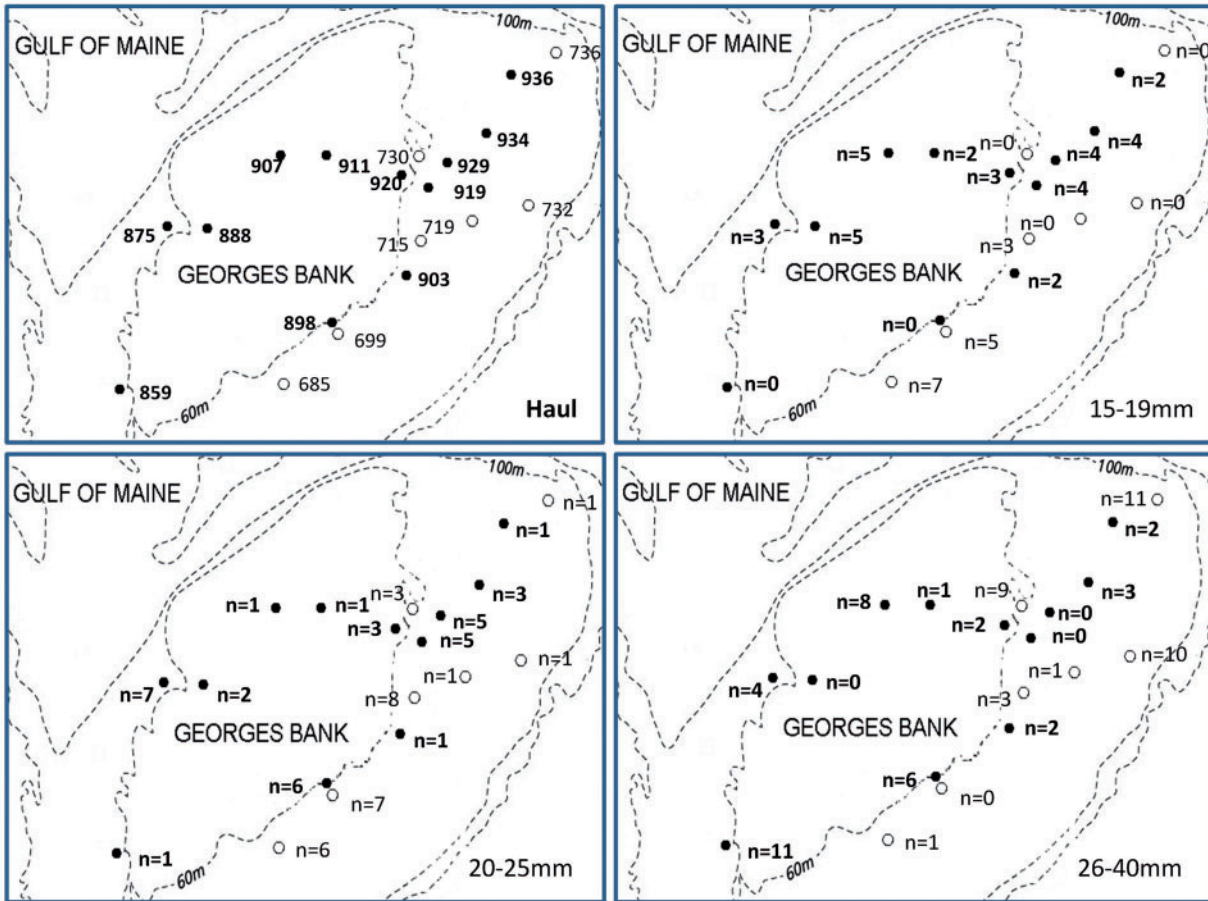 100m
GULF OF MAINE
736
936
934
730
907
911
929
920
919
732
719
875
888
715
GEORGES BANK
903
898
699
859
685
60m
Haul
100m
GULF OF MAINE
n=0
n=2
n=4
n=0
n=5
n=2
n=4
n=3
n=4
n=0
n=0
n=3
n=5
n=3
GEORGES BANK
n=2
n=0
n=5
n=0
n=7
60m
15-19mm
100m
GULF OF MAINE
n=1
n=1
n=3
n=3
n=1
n=1
n=5
n=3
n=5
n=1
n=1
n=7
n=2
n=8
GEORGES BANK
n=1
n=6
n=7
n=1
n=6
60m
20-25mm
100m
GULF OF MAINE
n=11
n=2
n=3
n=9
n=8
n=1
n=0
n=2
n=0
n=10
n=1
n=4
n=0
n=3
GEORGES BANK
n=2
n=6
n=0
n=11
n=1
60m
26-40mm